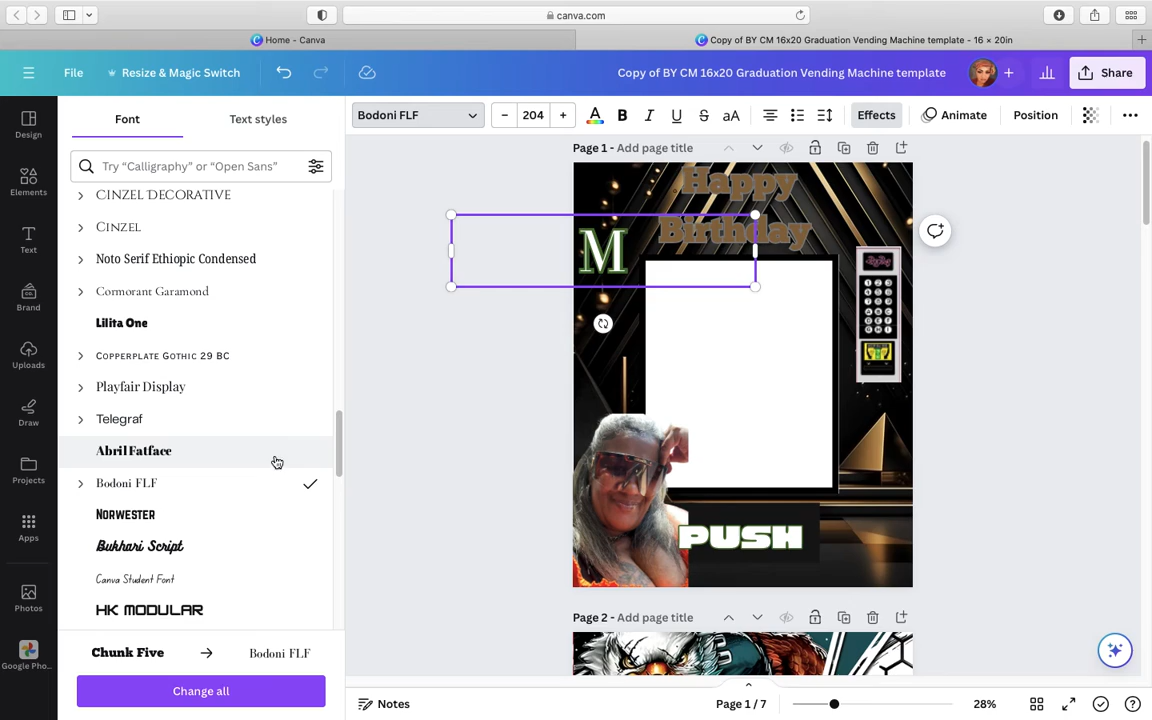 canva.com
Home - Canva
Copy of BY CM 16x20 Graduation Vending Machine template - 16 × 20in
File
Resize & Magic Switch
Copy of BY CM 16x20 Graduation Vending Machine template
Share
Design
Elements
Text
Brand
Uploads
Draw
Projects
Apps
Photos
Google Pho...
Font
Text styles
Try “Calligraphy” or “Open Sans”
CINZEL DECORATIVE
CINZEL
Noto Serif Ethiopic Condensed
Cormorant Garamond
Lilita One
COPPERPLATE GOTHIC 29 BC
Playfair Display
Telegraf
Abril Fatface
Bodoni FLF
NORWESTER
Bukhari Script
Canva Student Font
HK MODULAR
Chunk Five → Bodoni FLF
Change all
Bodoni FLF
– 204 +
A B I U S aA
Effects
Animate
Position
Page 1 - Add page title
Happy
Birthday
M
PUSH
Page 2 - Add page title
Notes
Page 1 / 7
28%